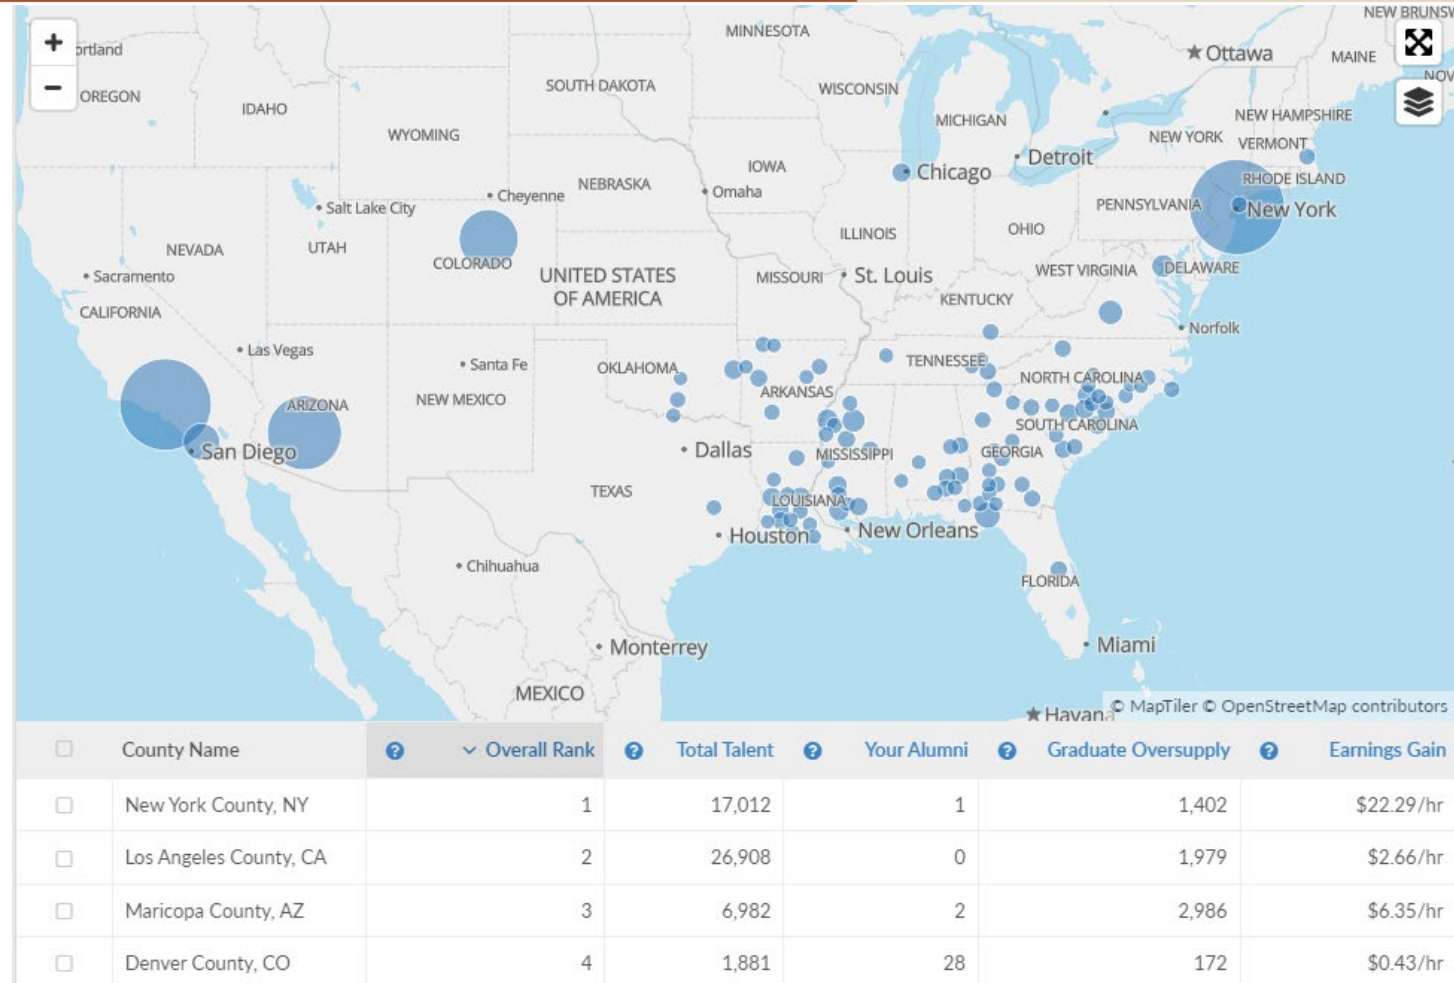 NEW BRUNSW
MINNESOTA
+
ortland
★ Ottawa
MAINE
NOV
−
OREGON
SOUTH DAKOTA
WISCONSIN
IDAHO
MICHIGAN
NEW HAMPSHIRE
WYOMING
NEW YORK
VERMONT
Detroit
IOWA
Chicago
NEBRASKA
RHODE ISLAND
Cheyenne
Omaha
PENNSYLVANIA
New York
Salt Lake City
ILLINOIS
OHIO
NEVADA
UTAH
COLORADO
UNITED STATES
OF AMERICA
MISSOURI
St. Louis
WEST VIRGINIA
DELAWARE
Sacramento
KENTUCKY
CALIFORNIA
Norfolk
Las Vegas
Santa Fe
OKLAHOMA
TENNESSEE
NORTH CAROLINA
ARKANSAS
ARIZONA
NEW MEXICO
SOUTH CAROLINA
San Diego
Dallas
MISSISSIPPI
GEORGIA
TEXAS
LOUISIANA
Houston
New Orleans
Chihuahua
FLORIDA
Monterrey
Miami
MEXICO
★ Havana
© MapTiler © OpenStreetMap contributors
County Name ? Overall Rank ? Total Talent ? Your Alumni ? Graduate Oversupply ? Earnings Gain
New York County, NY 1 17,012 1 1,402 $22.29/hr
Los Angeles County, CA 2 26,908 0 1,979 $2.66/hr
Maricopa County, AZ 3 6,982 2 2,986 $6.35/hr
Denver County, CO 4 1,881 28 172 $0.43/hr